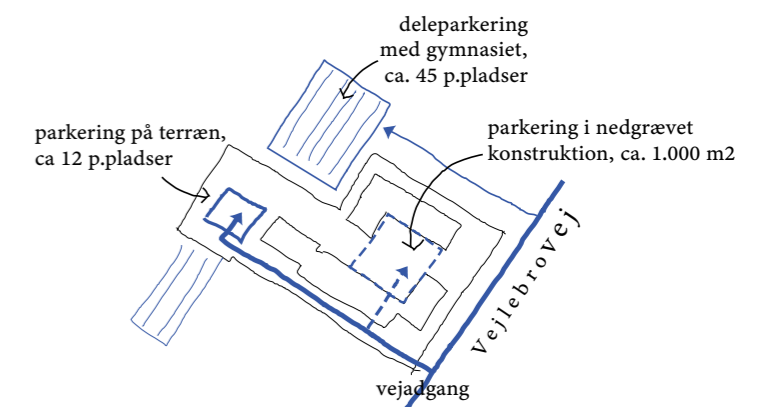 deleparkering
med gymnasiet,
ca. 45 p.pladser
parkering på terræn,
ca 12 p.pladser
parkering i nedgrævet
konstruktion, ca. 1.000 m2
Vejlebrovej
vejadgang